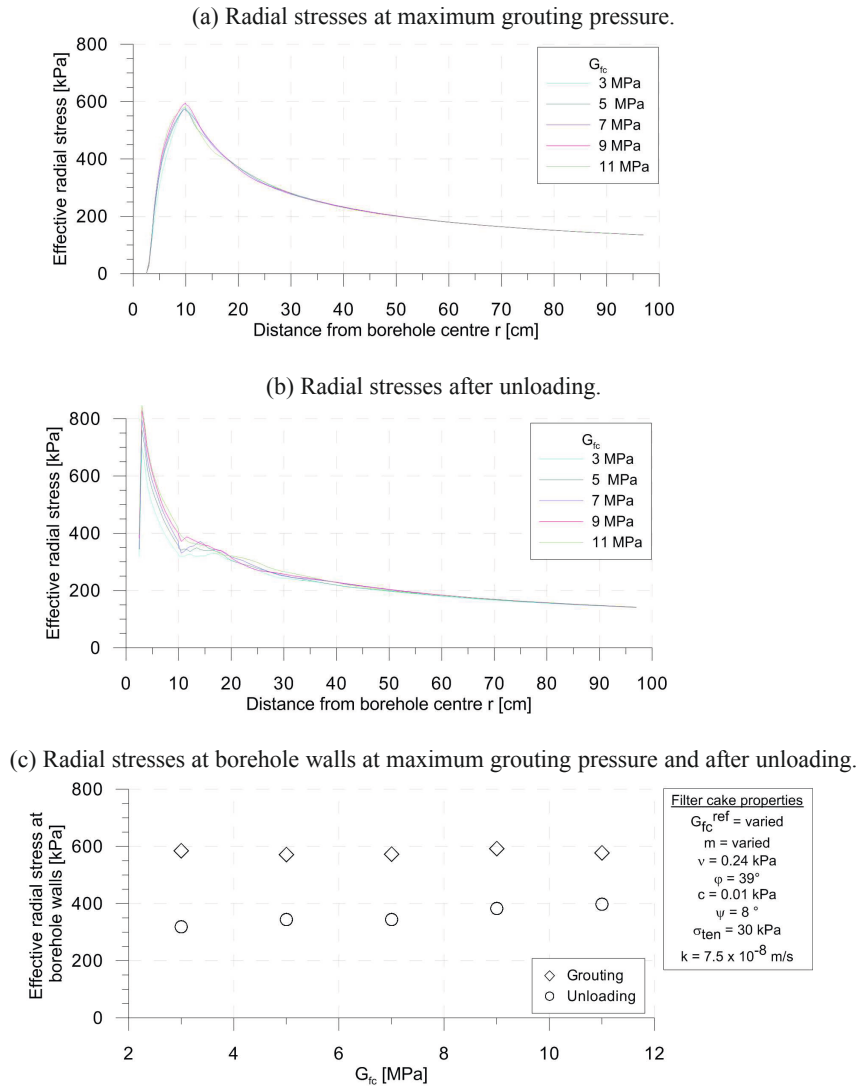 (a) Radial stresses at maximum grouting pressure.
800
600
400
200
0
Effective radial stress [kPa]
G_fc
3 MPa
5 MPa
7 MPa
9 MPa
11 MPa
0 10 20 30 40 50 60 70 80 90 100
Distance from borehole centre r [cm]
(b) Radial stresses after unloading.
800
600
400
200
0
Effective radial stress [kPa]
G_fc
3 MPa
5 MPa
7 MPa
9 MPa
11 MPa
0 10 20 30 40 50 60 70 80 90 100
Distance from borehole centre r [cm]
(c) Radial stresses at borehole walls at maximum grouting pressure and after unloading.
800
600
400
200
0
Effective radial stress at
borehole walls [kPa]
Grouting
Unloading
2 4 6 8 10 12
G_fc [MPa]
Filter cake properties
G_fc^ref = varied
m = varied
ν = 0.24 kPa
φ = 39°
c = 0.01 kPa
ψ = 8 °
σ_ten = 30 kPa
k = 7.5 x 10^-8 m/s